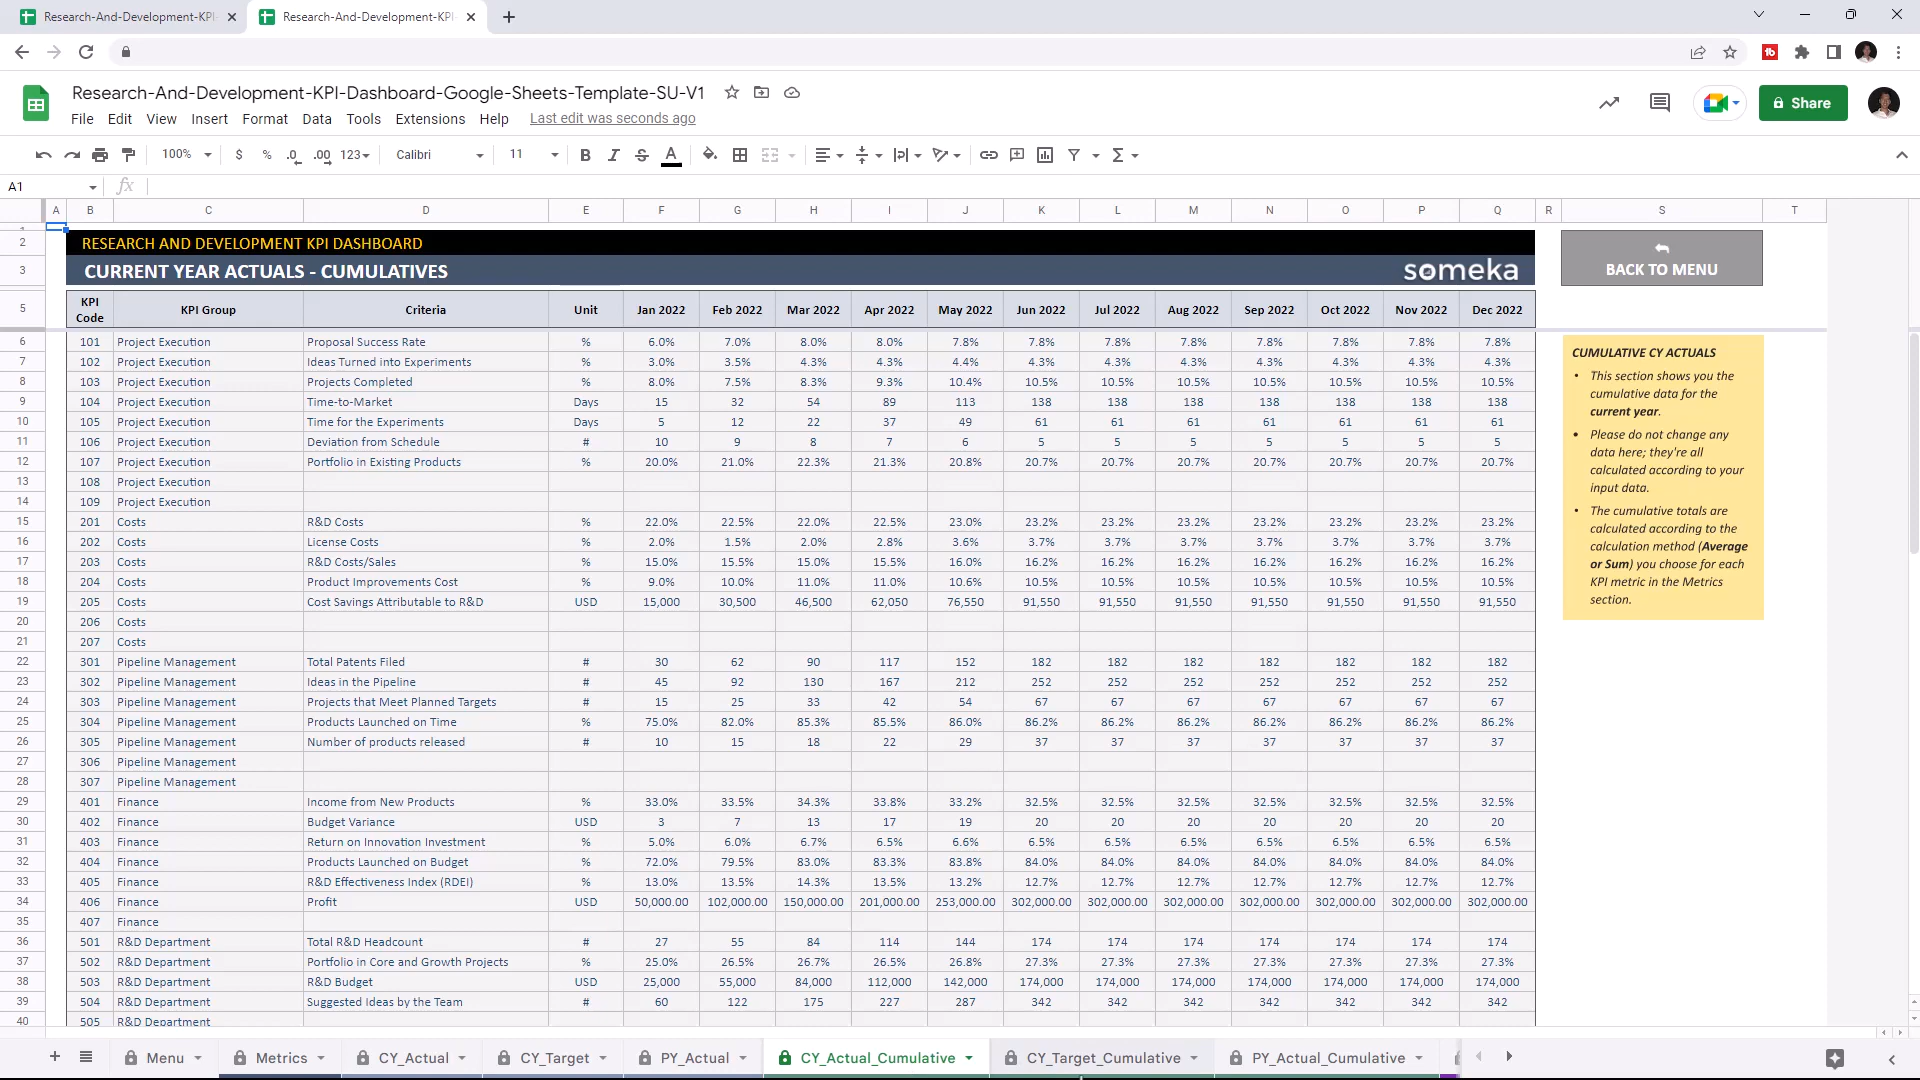 Research-And-Development-KPI-
Research-And-Development-KPI-
Research-And-Development-KPI-Dashboard-Google-Sheets-Template-SU-V1
Share
File Edit View Insert Format Data Tools Extensions Help Last edit was seconds ago
100% $ % .0 .00 123 Calibri 11 B I S A
A1 fx
A B C D E F G H I J K L M N O P Q R S T
1
2 RESEARCH AND DEVELOPMENT KPI DASHBOARD
3 CURRENT YEAR ACTUALS - CUMULATIVES someka
BACK TO MENU
5 KPI Code KPI Group Criteria Unit Jan 2022 Feb 2022 Mar 2022 Apr 2022 May 2022 Jun 2022 Jul 2022 Aug 2022 Sep 2022 Oct 2022 Nov 2022 Dec 2022
6 101 Project Execution Proposal Success Rate % 6.0% 7.0% 8.0% 8.0% 7.8% 7.8% 7.8% 7.8% 7.8% 7.8% 7.8% 7.8%
7 102 Project Execution Ideas Turned into Experiments % 3.0% 3.5% 4.3% 4.3% 4.4% 4.3% 4.3% 4.3% 4.3% 4.3% 4.3% 4.3%
8 103 Project Execution Projects Completed % 8.0% 7.5% 8.3% 9.3% 10.4% 10.5% 10.5% 10.5% 10.5% 10.5% 10.5% 10.5%
9 104 Project Execution Time-to-Market Days 15 32 54 89 113 138 138 138 138 138 138 138
10 105 Project Execution Time for the Experiments Days 5 12 22 37 49 61 61 61 61 61 61 61
11 106 Project Execution Deviation from Schedule # 10 9 8 7 6 5 5 5 5 5 5 5
12 107 Project Execution Portfolio in Existing Products % 20.0% 21.0% 22.3% 21.3% 20.8% 20.7% 20.7% 20.7% 20.7% 20.7% 20.7% 20.7%
13 108 Project Execution
14 109 Project Execution
15 201 Costs R&D Costs % 22.0% 22.5% 22.0% 22.5% 23.0% 23.2% 23.2% 23.2% 23.2% 23.2% 23.2% 23.2%
16 202 Costs License Costs % 2.0% 1.5% 2.0% 2.8% 3.6% 3.7% 3.7% 3.7% 3.7% 3.7% 3.7% 3.7%
17 203 Costs R&D Costs/Sales % 15.0% 15.5% 15.0% 15.5% 16.0% 16.2% 16.2% 16.2% 16.2% 16.2% 16.2% 16.2%
18 204 Costs Product Improvements Cost % 9.0% 10.0% 11.0% 11.0% 10.6% 10.5% 10.5% 10.5% 10.5% 10.5% 10.5% 10.5%
19 205 Costs Cost Savings Attributable to R&D USD 15,000 30,500 46,500 62,050 76,550 91,550 91,550 91,550 91,550 91,550 91,550 91,550
20 206 Costs
21 207 Costs
22 301 Pipeline Management Total Patents Filed # 30 62 90 117 152 182 182 182 182 182 182 182
23 302 Pipeline Management Ideas in the Pipeline # 45 92 130 167 212 252 252 252 252 252 252 252
24 303 Pipeline Management Projects that Meet Planned Targets # 15 25 33 42 54 67 67 67 67 67 67 67
25 304 Pipeline Management Products Launched on Time % 75.0% 82.0% 85.3% 85.5% 86.0% 86.2% 86.2% 86.2% 86.2% 86.2% 86.2% 86.2%
26 305 Pipeline Management Number of products released # 10 15 18 22 29 37 37 37 37 37 37 37
27 306 Pipeline Management
28 307 Pipeline Management
29 401 Finance Income from New Products % 33.0% 33.5% 34.3% 33.8% 33.2% 32.5% 32.5% 32.5% 32.5% 32.5% 32.5% 32.5%
30 402 Finance Budget Variance USD 3 7 13 17 19 20 20 20 20 20 20 20
31 403 Finance Return on Innovation Investment % 5.0% 6.0% 6.7% 6.5% 6.6% 6.5% 6.5% 6.5% 6.5% 6.5% 6.5% 6.5%
32 404 Finance Products Launched on Budget % 72.0% 79.5% 83.0% 83.3% 83.8% 84.0% 84.0% 84.0% 84.0% 84.0% 84.0% 84.0%
33 405 Finance R&D Effectiveness Index (RDEI) % 13.0% 13.5% 14.3% 13.5% 13.2% 12.7% 12.7% 12.7% 12.7% 12.7% 12.7% 12.7%
34 406 Finance Profit USD 50,000.00 102,000.00 150,000.00 201,000.00 253,000.00 302,000.00 302,000.00 302,000.00 302,000.00 302,000.00 302,000.00 302,000.00
35 407 Finance
36 501 R&D Department Total R&D Headcount # 27 55 84 114 144 174 174 174 174 174 174 174
37 502 R&D Department Portfolio in Core and Growth Projects % 25.0% 26.5% 26.7% 26.5% 26.8% 27.3% 27.3% 27.3% 27.3% 27.3% 27.3% 27.3%
38 503 R&D Department R&D Budget USD 25,000 55,000 84,000 112,000 142,000 174,000 174,000 174,000 174,000 174,000 174,000 174,000
39 504 R&D Department Suggested Ideas by the Team # 60 122 175 227 287 342 342 342 342 342 342 342
40 505 R&D Department
CUMULATIVE CY ACTUALS
• This section shows you the
cumulative data for the
current year.
• Please do not change any
data here; they're all
calculated according to your
input data.
• The cumulative totals are
calculated according to the
calculation method (Average
or Sum) you choose for each
KPI metric in the Metrics
section.
Menu Metrics CY_Actual CY_Target PY_Actual CY_Actual_Cumulative CY_Target_Cumulative PY_Actual_Cumulative